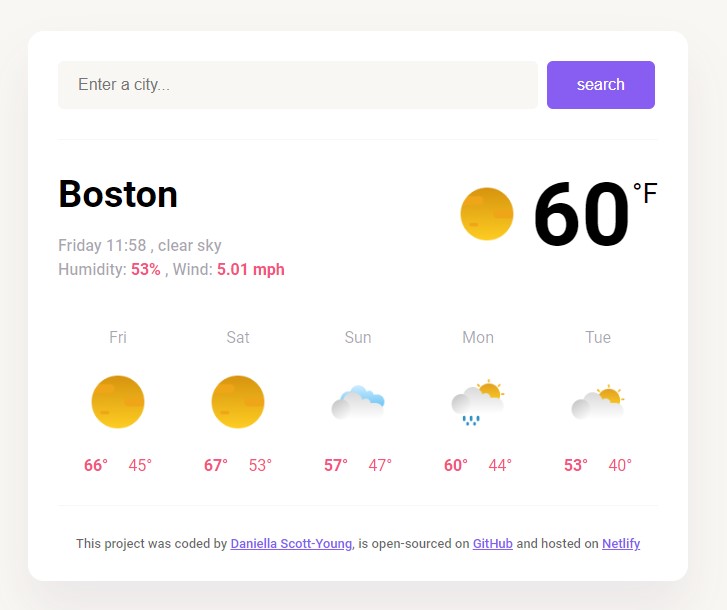 Enter a city...
search
Boston
60°F
Friday 11:58 , clear sky
Humidity: 53% , Wind: 5.01 mph
Fri Sat Sun Mon Tue
66° 45° 67° 53° 57° 47° 60° 44° 53° 40°
This project was coded by Daniella Scott-Young, is open-sourced on GitHub and hosted on Netlify